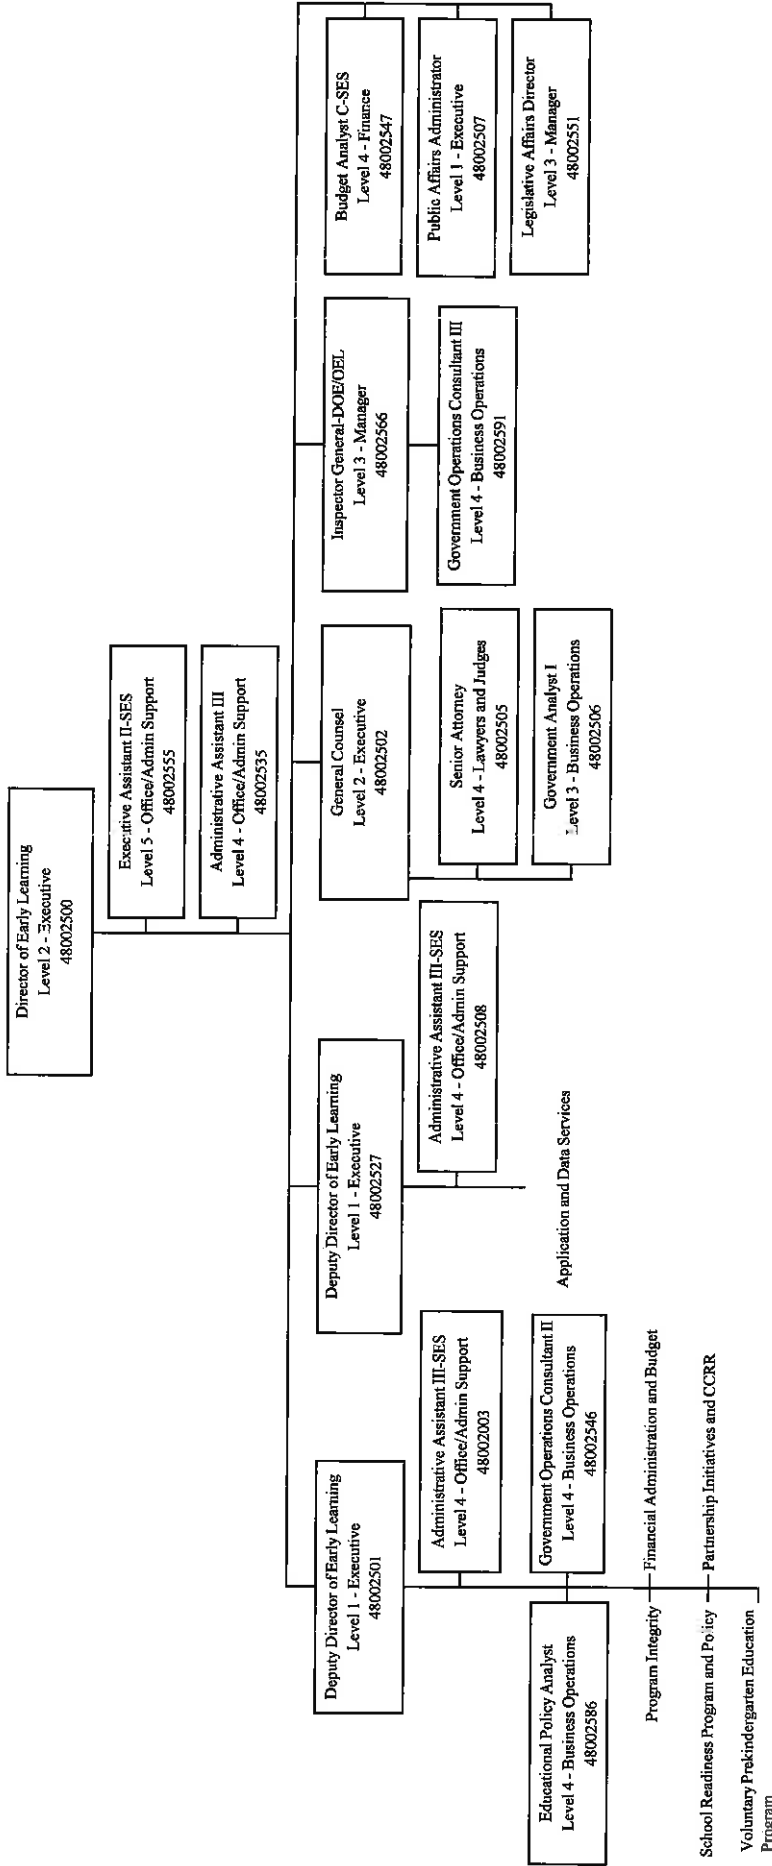 Director of Early Learning
Level 2 - Executive
48002500
Executive Assistant II-SES
Level 5 - Office/Admin Support
48002555
Administrative Assistant III
Level 4 - Office/Admin Support
48002535
Deputy Director of Early Learning
Level 1 - Executive
48002501
Administrative Assistant III-SES
Level 4 - Office/Admin Support
48002003
Educational Policy Analyst
Level 4 - Business Operations
48002586
Government Operations Consultant II
Level 4 - Business Operations
48002546
Program Integrity
Financial Administration and Budget
School Readiness Program and Policy
Partnership Initiatives and CCRR
Voluntary Prekindergarten Education
Program
Deputy Director of Early Learning
Level 1 - Executive
48002527
Administrative Assistant III-SES
Level 4 - Office/Admin Support
48002508
Application and Data Services
General Counsel
Level 2 - Executive
48002502
Senior Attorney
Level 4 - Lawyers and Judges
48002505
Government Analyst I
Level 3 - Business Operations
48002506
Inspector General-DOE/OEL
Level 3 - Manager
48002566
Government Operations Consultant III
Level 4 - Business Operations
48002591
Budget Analyst C-SES
Level 4 - Finance
48002547
Public Affairs Administrator
Level 1 - Executive
48002507
Legislative Affairs Director
Level 3 - Manager
48002551